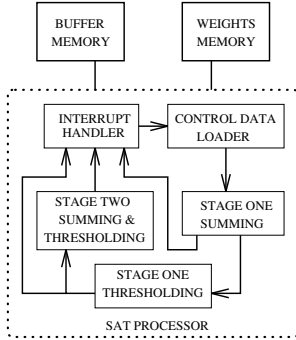 BUFFER
MEMORY
WEIGHTS
MEMORY
INTERRUPT
HANDLER
CONTROL DATA
LOADER
STAGE TWO
SUMMING &
THRESHOLDING
STAGE ONE
SUMMING
STAGE ONE
THRESHOLDING
SAT PROCESSOR